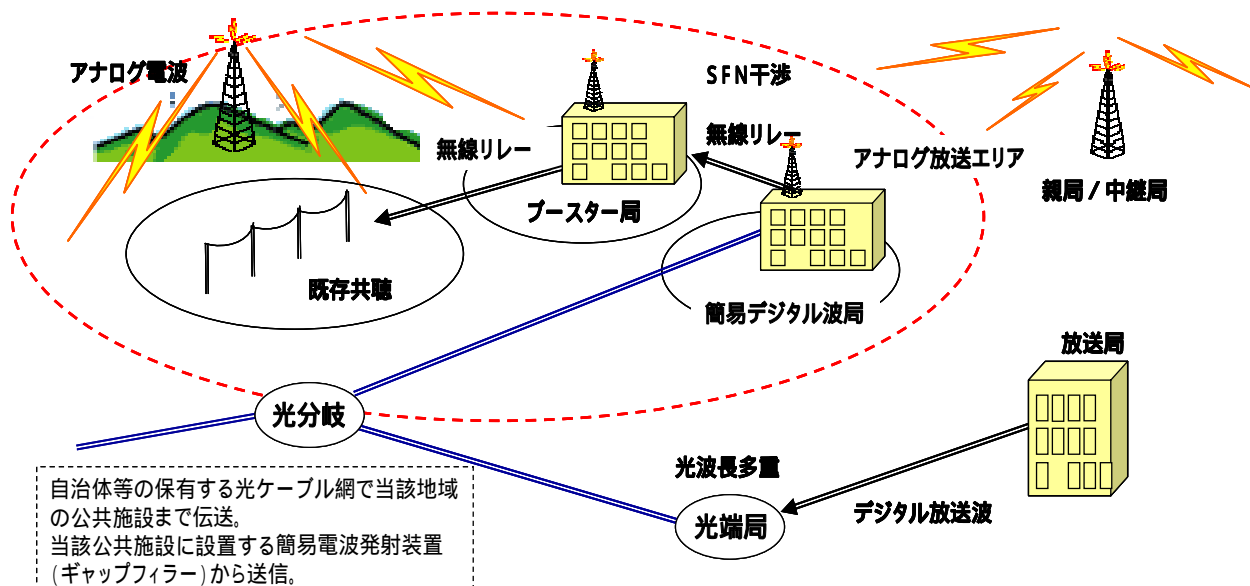 アナログ電波
SFN干渉
無線リレー
無線リレー
アナログ放送エリア
親局/中継局
ブースター局
既存共聴
簡易デジタル波局
放送局
光分岐
光波長多重
光端局
デジタル放送波
自治体等の保有する光ケーブル網で当該地域
の公共施設まで伝送。
当該公共施設に設置する簡易電波発射装置
(ギャップフィラー)から送信。